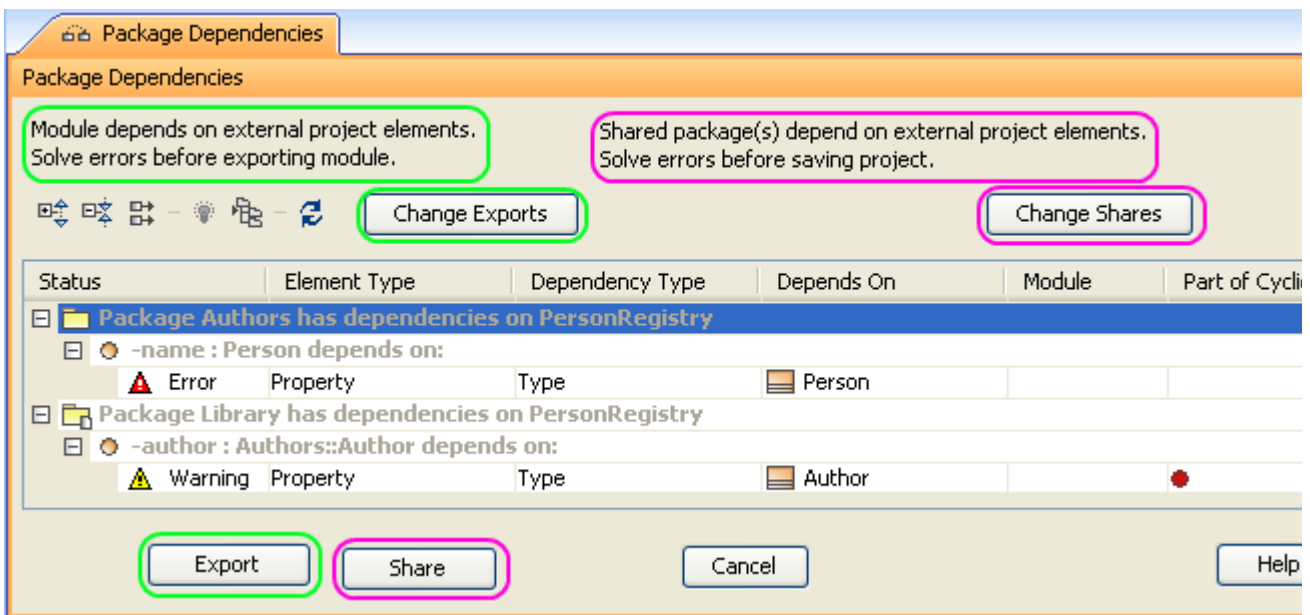 Package Dependencies
Package Dependencies
Module depends on external project elements.
Solve errors before exporting module.
Shared package(s) depend on external project elements.
Solve errors before saving project.
Change Exports
Change Shares
Status Element Type Dependency Type Depends On Module Part of Cycli
Package Authors has dependencies on PersonRegistry
-name : Person depends on:
Error Property Type Person
Package Library has dependencies on PersonRegistry
-author : Authors::Author depends on:
Warning Property Type Author
Export Share Cancel Help